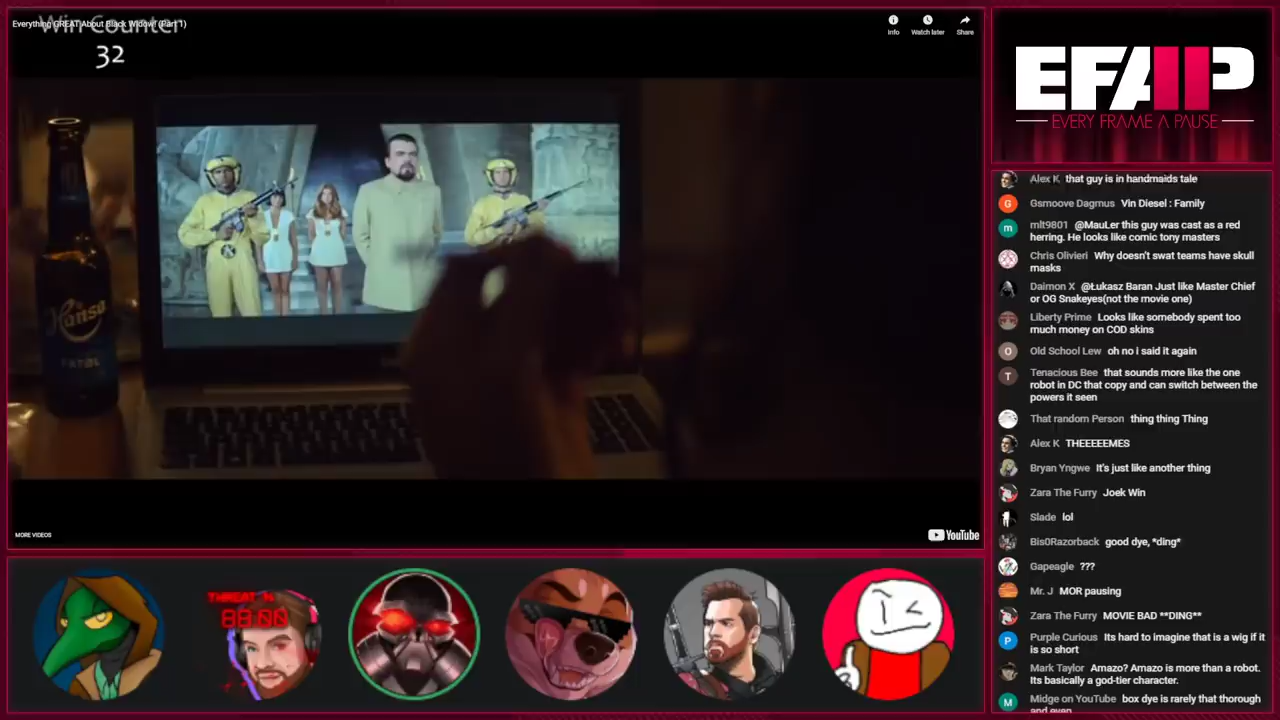 Everything GREAT About Black Widow! (Part 1)
Win Counter
32
Info
Watch later
Share
Hansa
MORE VIDEOS
YouTube
EFAP
EVERY FRAME A PAUSE
Alex K that guy is in handmaids tale
Gsmoove Dagmus Vin Diesel : Family
mlt9801 @MauLer this guy was cast as a red
herring. He looks like comic tony masters
Chris Olivieri Why doesn't swat teams have skull
masks
Daimon X @Łukasz Baran Just like Master Chief
or OG Snakeyes(not the movie one)
Liberty Prime Looks like somebody spent too
much money on COD skins
Old School Lew oh no i said it again
Tenacious Bee that sounds more like the one
robot in DC that copy and can switch between the
powers it seen
That random Person thing thing Thing
Alex K THEEEEMES
Bryan Yngwe It's just like another thing
Zara The Furry Joek Win
Slade lol
Bis0Razorback good dye, *ding*
Gapeagle ???
Mr. J MOR pausing
Zara The Furry MOVIE BAD **DING**
Purple Curious Its hard to imagine that is a wig if it
is so short
Mark Taylor Amazo? Amazo is more than a robot.
Its basically a god-tier character.
Midge on YouTube box dye is rarely that thorough
and even
THREAT IN
88:00
G
m
O
T
P
M